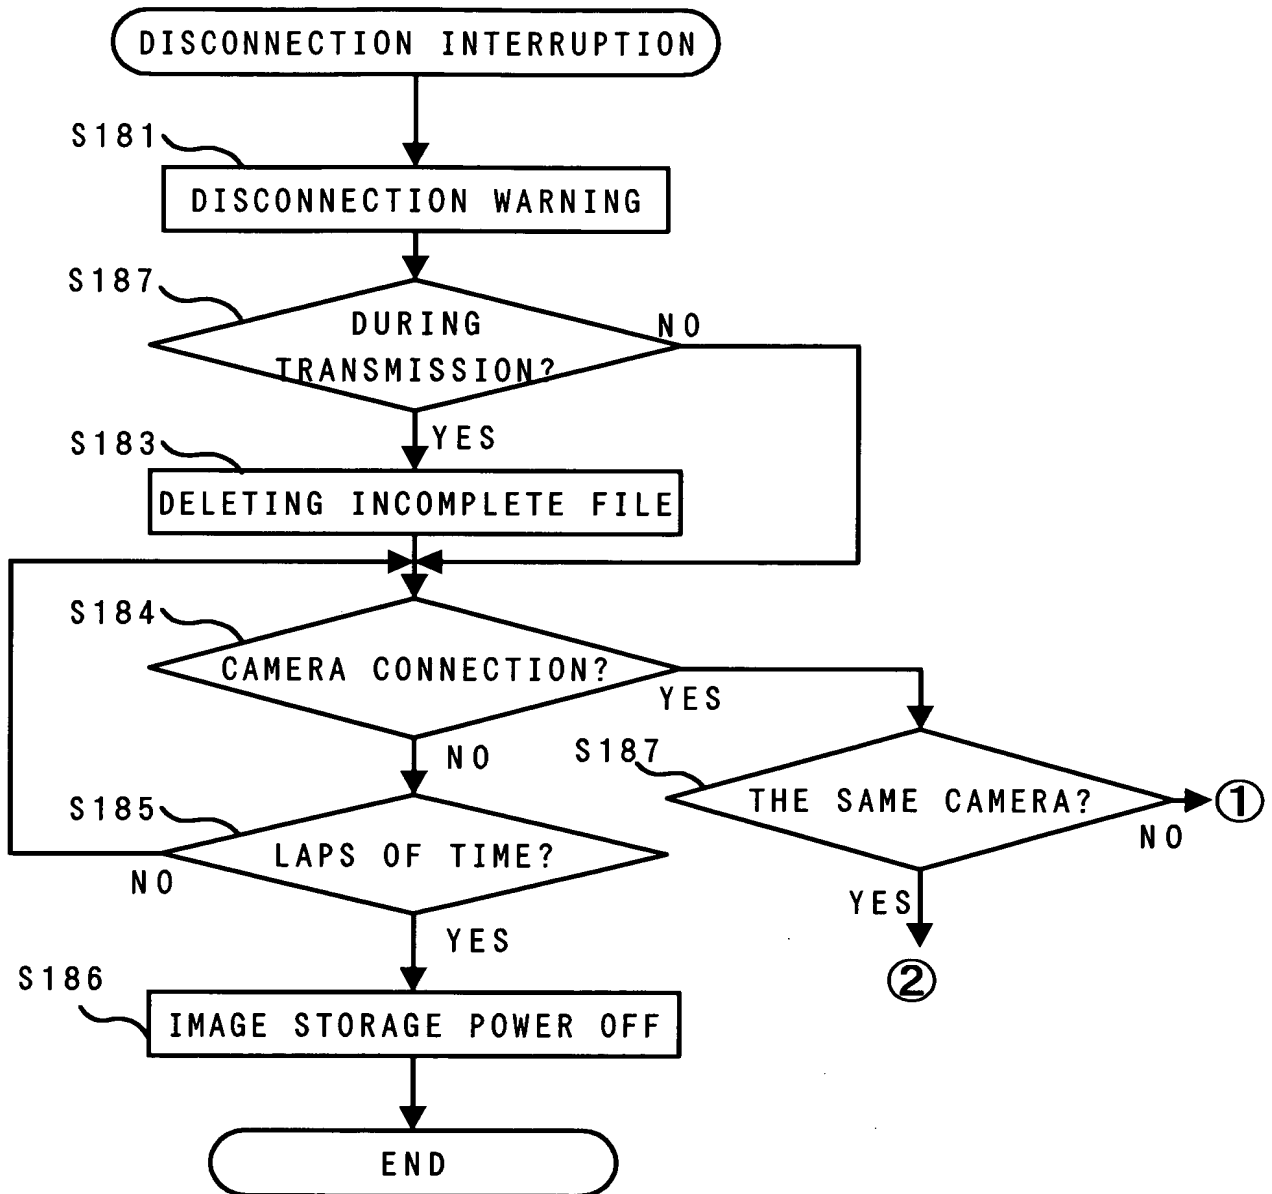 DISCONNECTION INTERRUPTION
S181
DISCONNECTION WARNING
S187
DURING
TRANSMISSION?
NO
YES
S183
DELETING INCOMPLETE FILE
S184
CAMERA CONNECTION?
YES
NO
S187
THE SAME CAMERA?
①
NO
YES
②
S185
LAPS OF TIME?
NO
YES
S186
IMAGE STORAGE POWER OFF
END